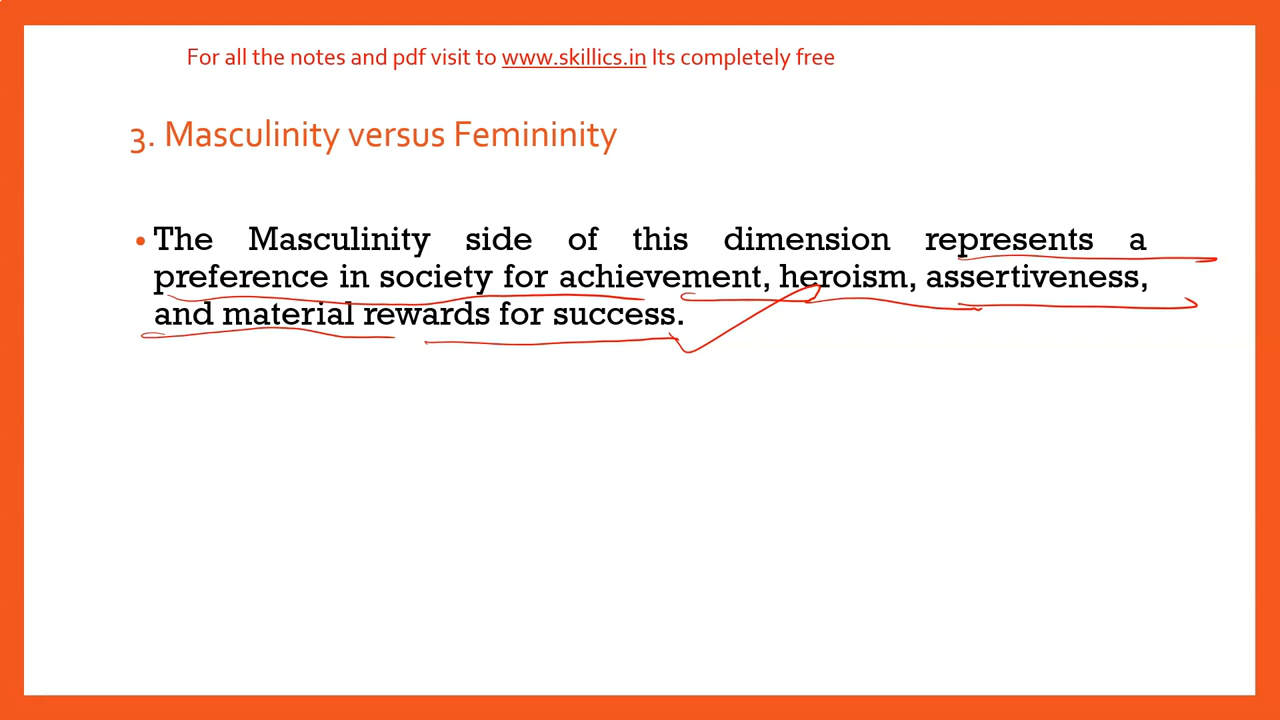 For all the notes and pdf visit to www.skillics.in Its completely free
3. Masculinity versus Femininity
• The Masculinity side of this dimension represents a
preference in society for achievement, heroism, assertiveness,
and material rewards for success.